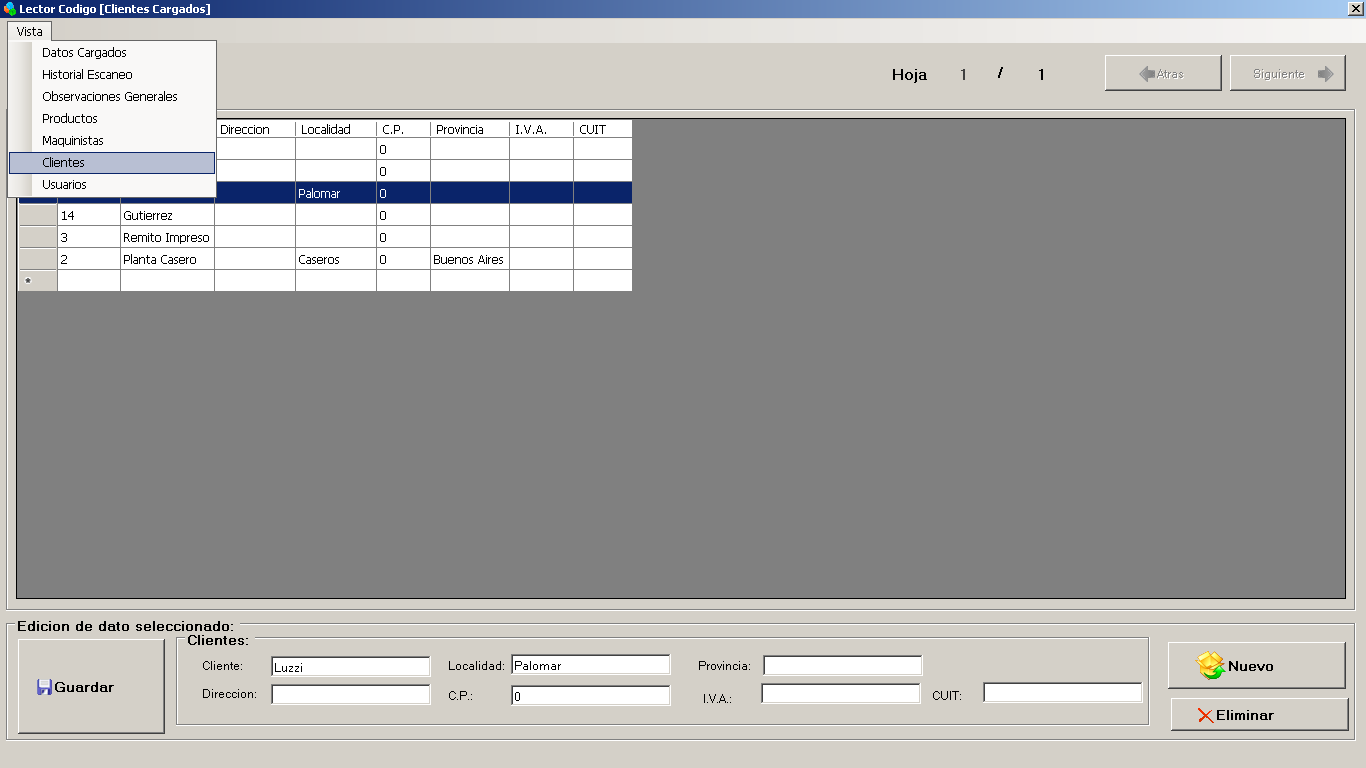 Lector Codigo [Clientes Cargados]
Vista
Datos Cargados
Historial Escaneo
Observaciones Generales
Productos
Maquinistas
Clientes
Usuarios
Hoja 1 / 1
Atras
Siguiente
Direccion Localidad C.P. Provincia I.V.A. CUIT
0
0
Palomar 0
14 Gutierrez 0
3 Remito Impreso 0
2 Planta Casero Caseros 0 Buenos Aires
*
Edicion de dato seleccionado:
Guardar
Clientes:
Cliente: Luzzi Localidad: Palomar Provincia:
Direccion: C.P.: 0 I.V.A.: CUIT:
Nuevo
Eliminar